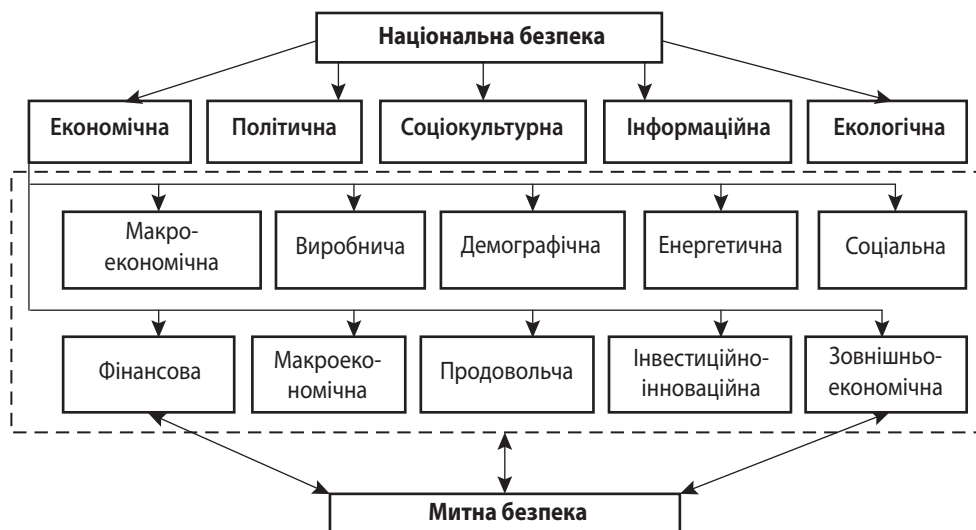 Національна безпека
Економічна
Політична
Соціокультурна
Інформаційна
Екологічна
Макро-
економічна
Виробнича
Демографічна
Енергетична
Соціальна
Фінансова
Макроеко-
номічна
Продовольча
Інвестиційно-
інноваційна
Зовнішньо-
економічна
Митна безпека